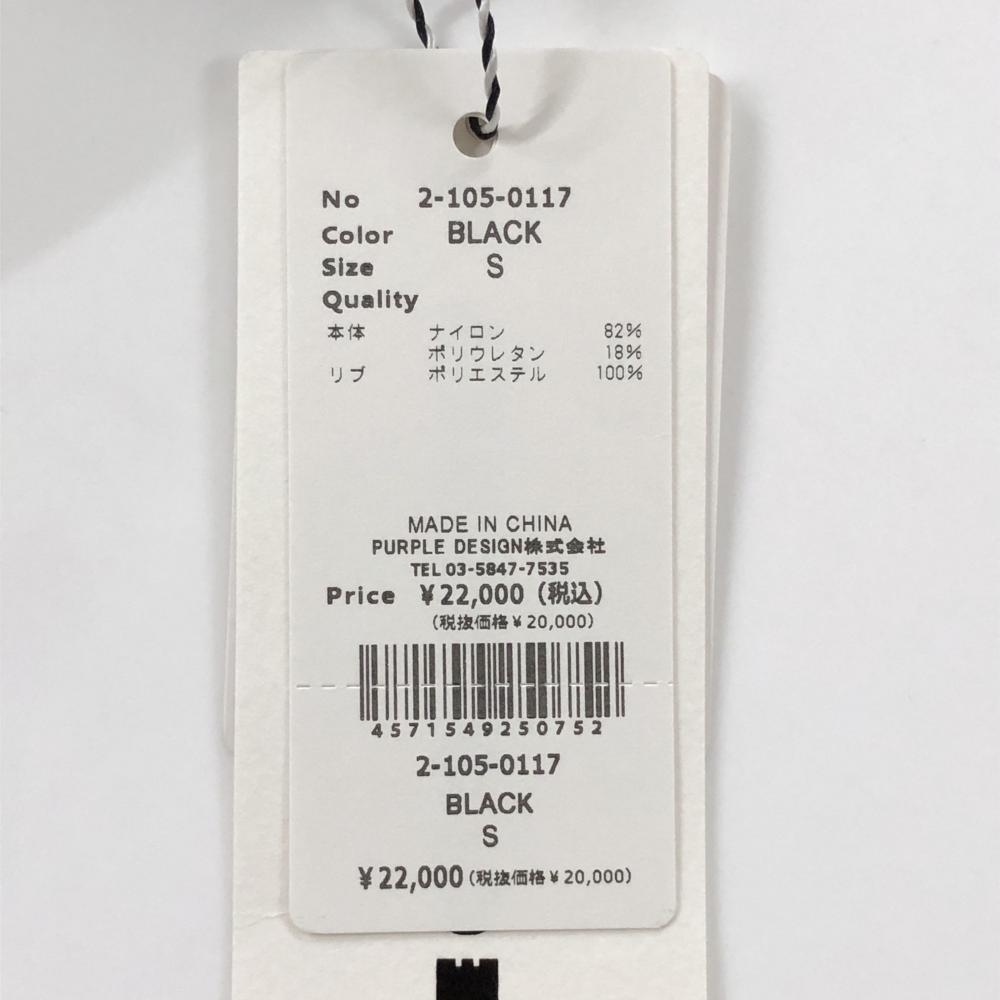 No 2-105-0117
Color BLACK
Size S
Quality
本体 ナイロン 82%
ポリウレタン 18%
リブ ポリエステル 100%
MADE IN CHINA
PURPLE DESIGN株式会社
TEL 03-5847-7535
Price ¥22,000 (税込)
(税抜価格¥20,000)
4571549250752
2-105-0117
BLACK
S
¥22,000 (税抜価格¥20,000)